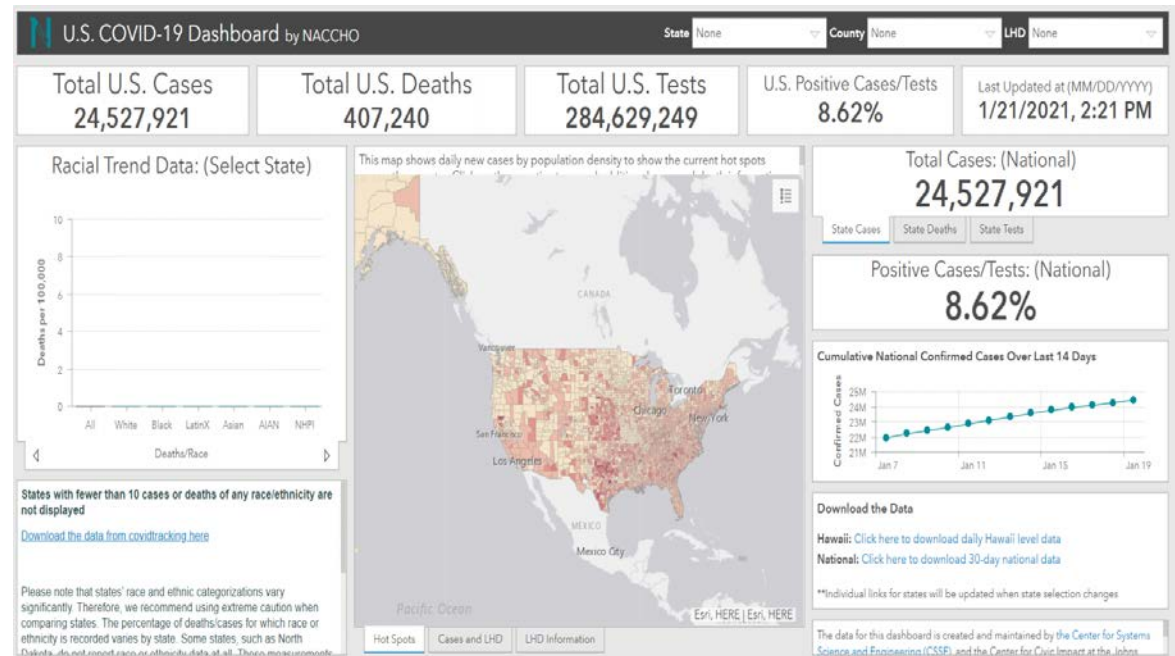 U.S. COVID-19 Dashboard by NACCHO
State None
County None
LHD None
Total U.S. Cases
24,527,921
Total U.S. Deaths
407,240
Total U.S. Tests
284,629,249
U.S. Positive Cases/Tests
8.62%
Last Updated at (MM/DD/YYYY)
1/21/2021, 2:21 PM
Racial Trend Data: (Select State)
Deaths per 100,000
10
8
6
4
2
0
All White Black LatinX Asian AIAN NHPI
Deaths/Race
States with fewer than 10 cases or deaths of any race/ethnicity are
not displayed
Download the data from covidtracking here
Please note that states' race and ethnic categorizations vary
significantly. Therefore, we recommend using extreme caution when
comparing states. The percentage of deaths/cases for which race or
ethnicity is recorded varies by state. Some states, such as North
Dakota, do not report race or ethnicity data at all. These measurements
This map shows daily new cases by population density to show the current hot spots
CANADA
Vancouver
Toronto
Chicago
New York
San Francisco
Los Angeles
MÉXICO
Mexico City
Pacific Ocean
Esri, HERE | Esri, HERE
Hot Spots
Cases and LHD
LHD Information
Total Cases: (National)
24,527,921
State Cases
State Deaths
State Tests
Positive Cases/Tests: (National)
8.62%
Cumulative National Confirmed Cases Over Last 14 Days
Confirmed Cases
25M
24M
23M
22M
21M
Jan 7 Jan 11 Jan 15 Jan 19
Download the Data
Hawaii: Click here to download daily Hawaii level data
National: Click here to download 30-day national data
**Individual links for states will be updated when state selection changes
The data for this dashboard is created and maintained by the Center for Systems
Science and Engineering (CSSE), and the Center for Civic Impact at the Johns